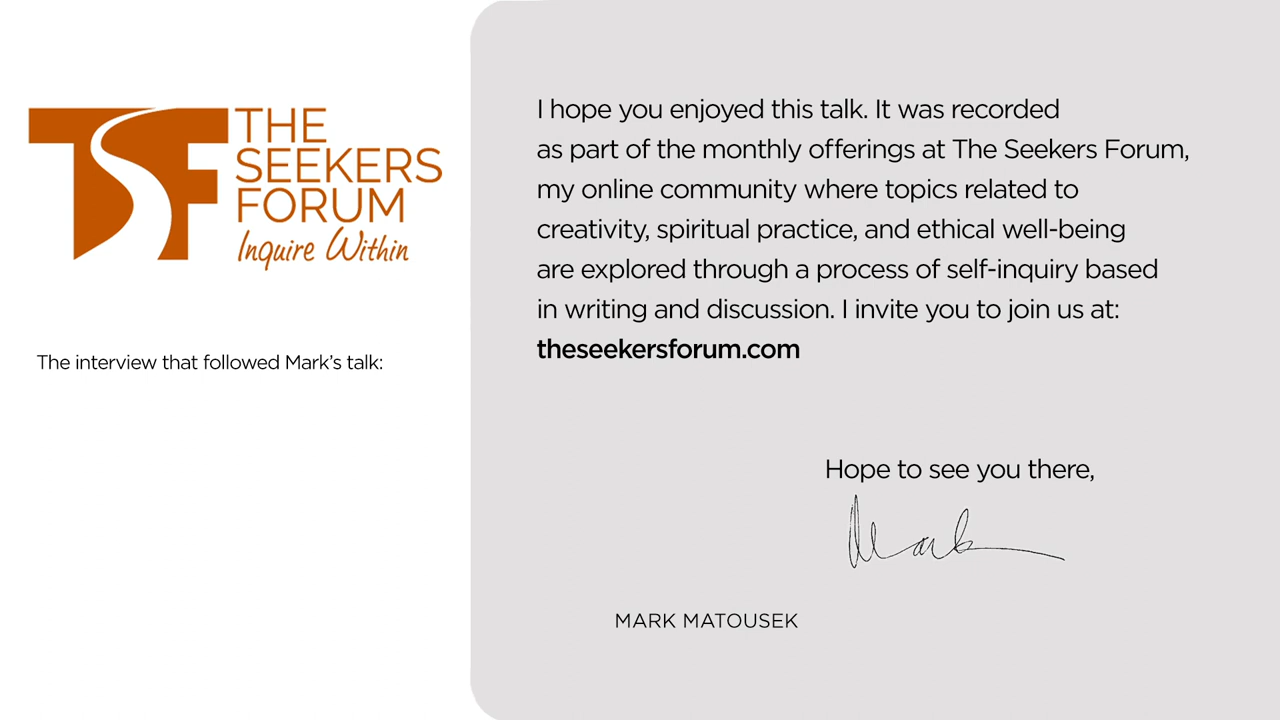 TSF
THE
SEEKERS
FORUM
Inquire Within
The interview that followed Mark's talk:
I hope you enjoyed this talk. It was recorded
as part of the monthly offerings at The Seekers Forum,
my online community where topics related to
creativity, spiritual practice, and ethical well-being
are explored through a process of self-inquiry based
in writing and discussion. I invite you to join us at:
theseekersforum.com
Hope to see you there,
Mark
MARK MATOUSEK